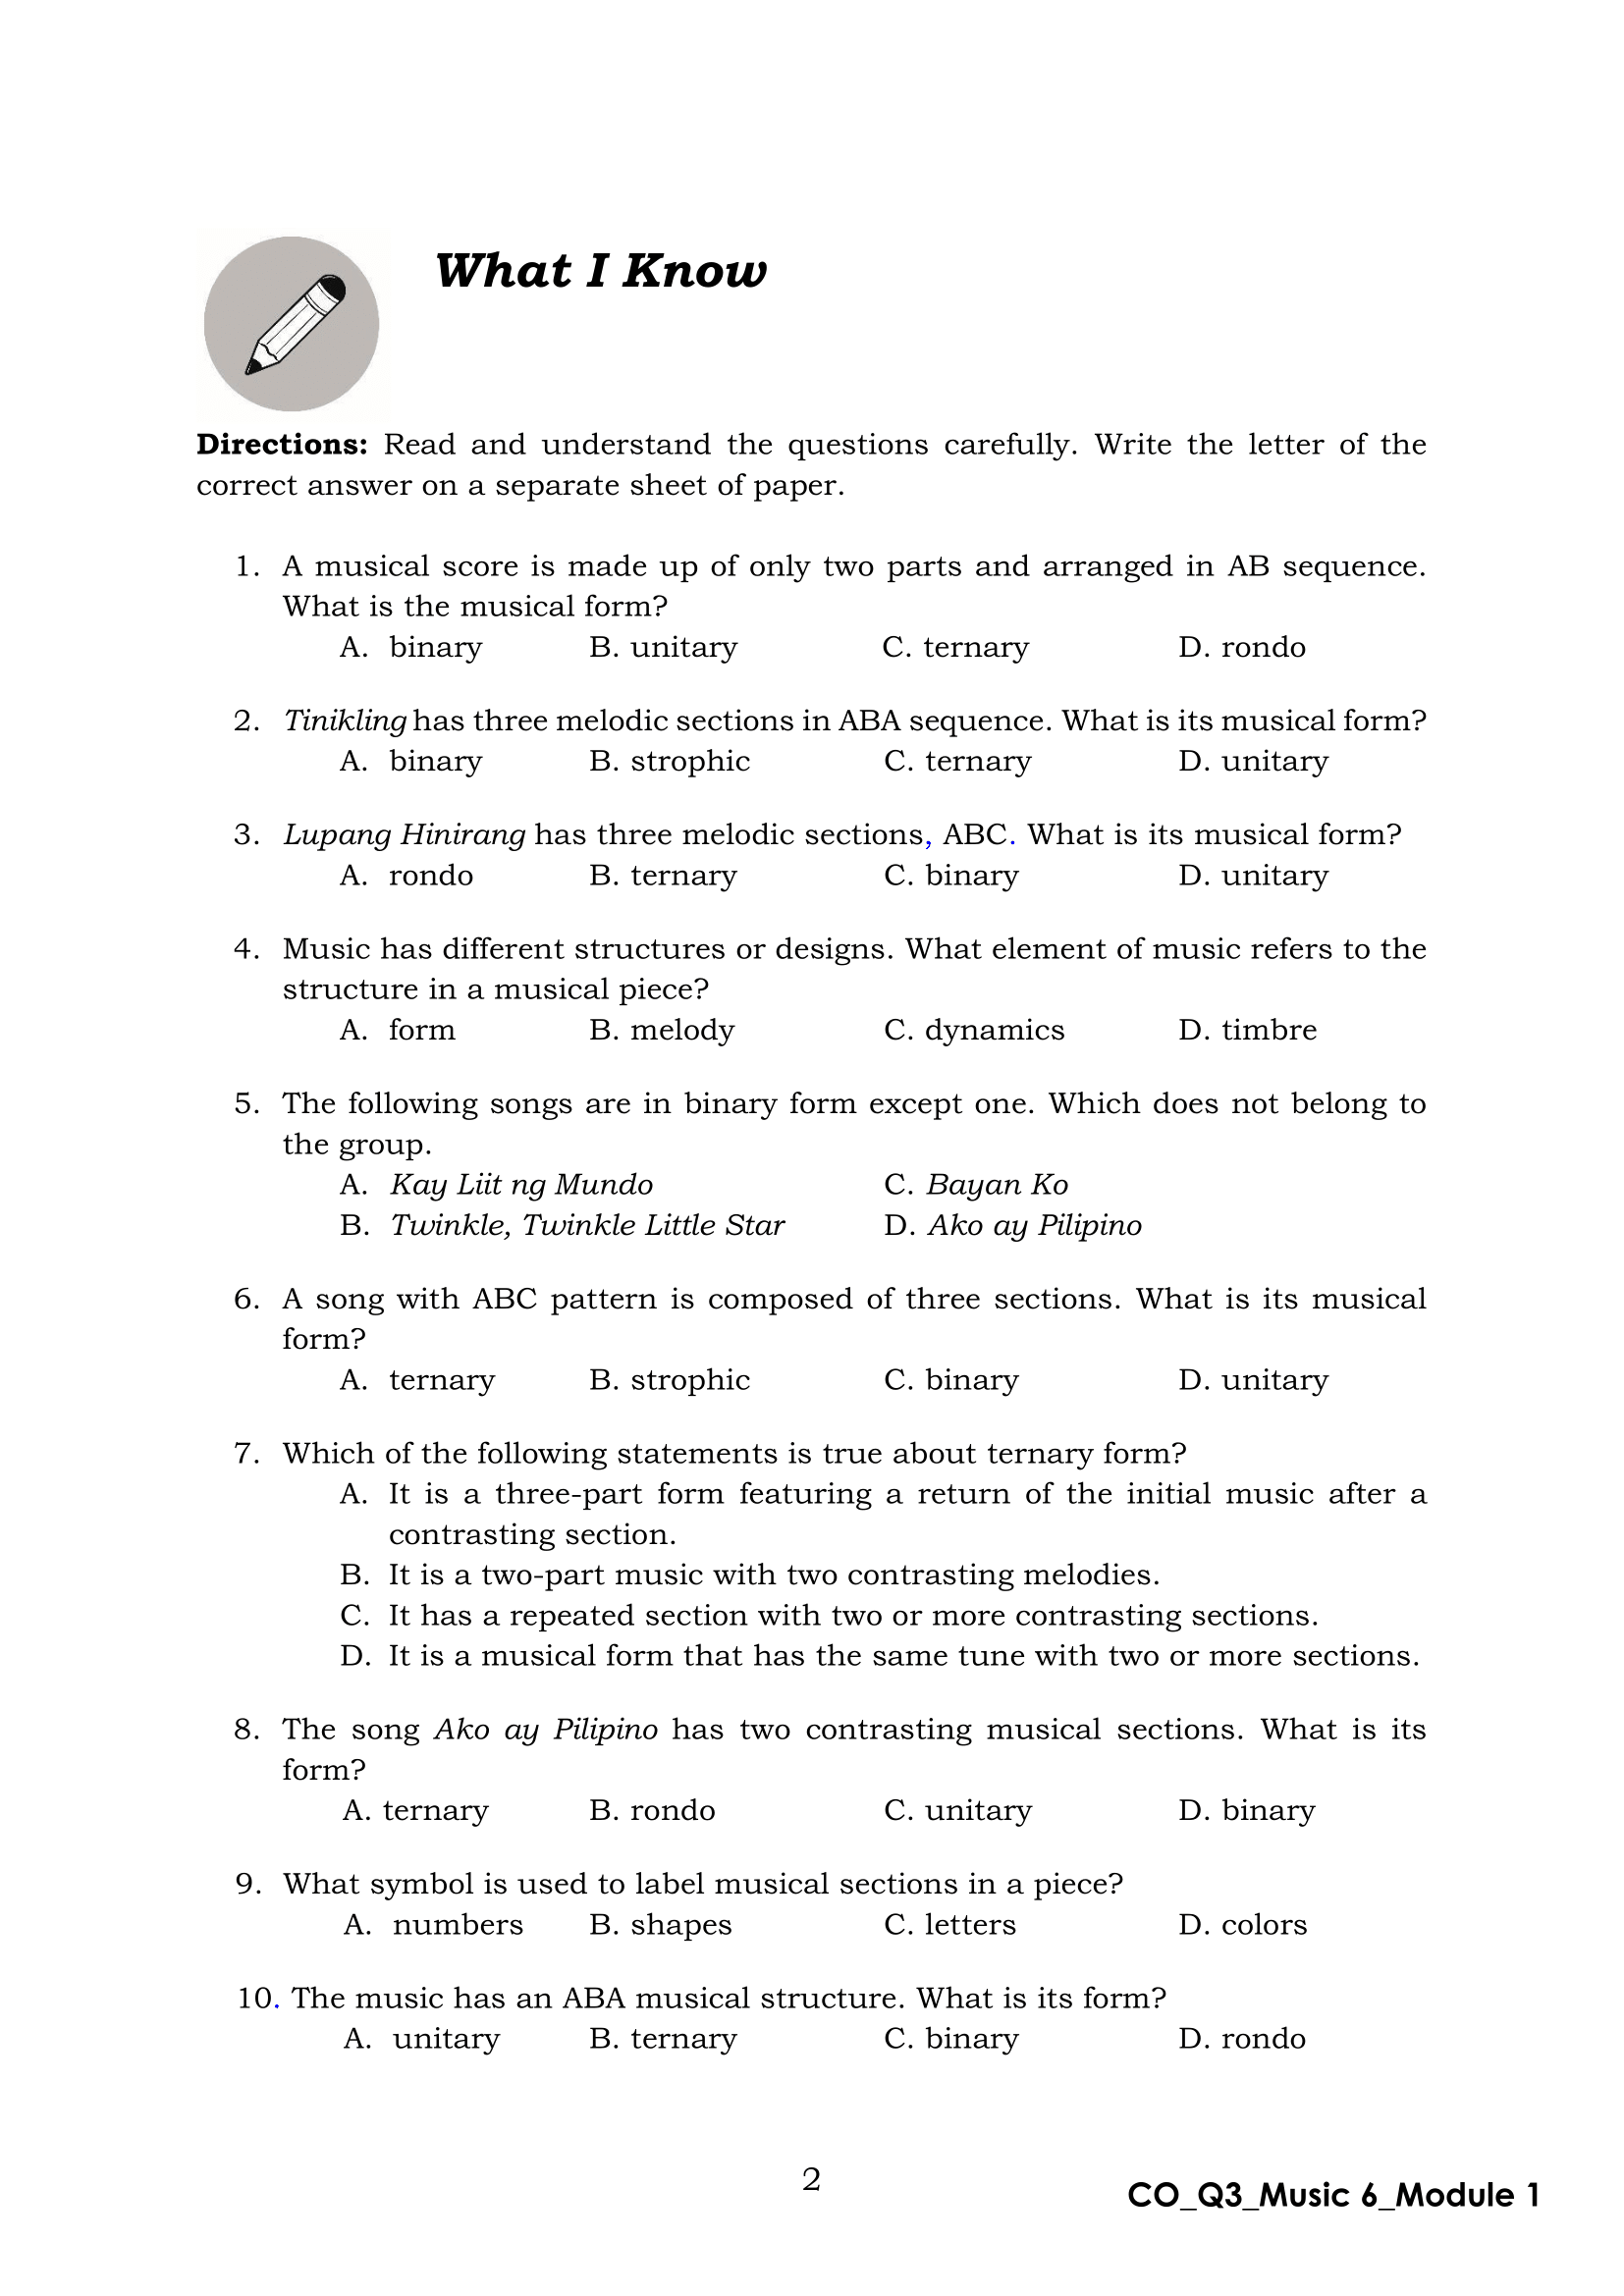 What I Know
Directions: Read and understand the questions carefully. Write the letter of the
correct answer on a separate sheet of paper.
1. A musical score is made up of only two parts and arranged in AB sequence.
What is the musical form?
A. binary B. unitary C. ternary D. rondo
2. Tinikling has three melodic sections in ABA sequence. What is its musical form?
A. binary B. strophic C. ternary D. unitary
3. Lupang Hinirang has three melodic sections, ABC. What is its musical form?
A. rondo B. ternary C. binary D. unitary
4. Music has different structures or designs. What element of music refers to the
structure in a musical piece?
A. form B. melody C. dynamics D. timbre
5. The following songs are in binary form except one. Which does not belong to
the group.
A. Kay Liit ng Mundo C. Bayan Ko
B. Twinkle, Twinkle Little Star D. Ako ay Pilipino
6. A song with ABC pattern is composed of three sections. What is its musical
form?
A. ternary B. strophic C. binary D. unitary
7. Which of the following statements is true about ternary form?
A. It is a three-part form featuring a return of the initial music after a
contrasting section.
B. It is a two-part music with two contrasting melodies.
C. It has a repeated section with two or more contrasting sections.
D. It is a musical form that has the same tune with two or more sections.
8. The song Ako ay Pilipino has two contrasting musical sections. What is its
form?
A. ternary B. rondo C. unitary D. binary
9. What symbol is used to label musical sections in a piece?
A. numbers B. shapes C. letters D. colors
10. The music has an ABA musical structure. What is its form?
A. unitary B. ternary C. binary D. rondo
2
CO_Q3_Music 6_Module 1